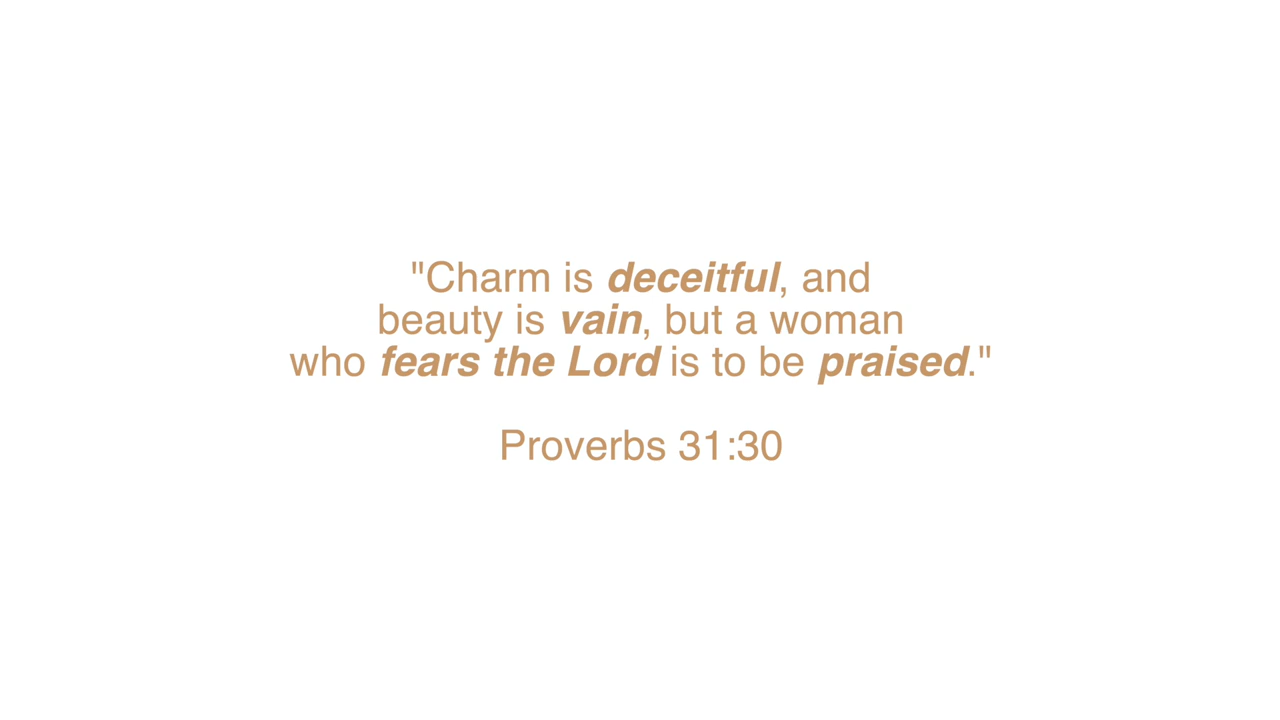 "Charm is deceitful, and
beauty is vain, but a woman
who fears the Lord is to be praised."
Proverbs 31:30